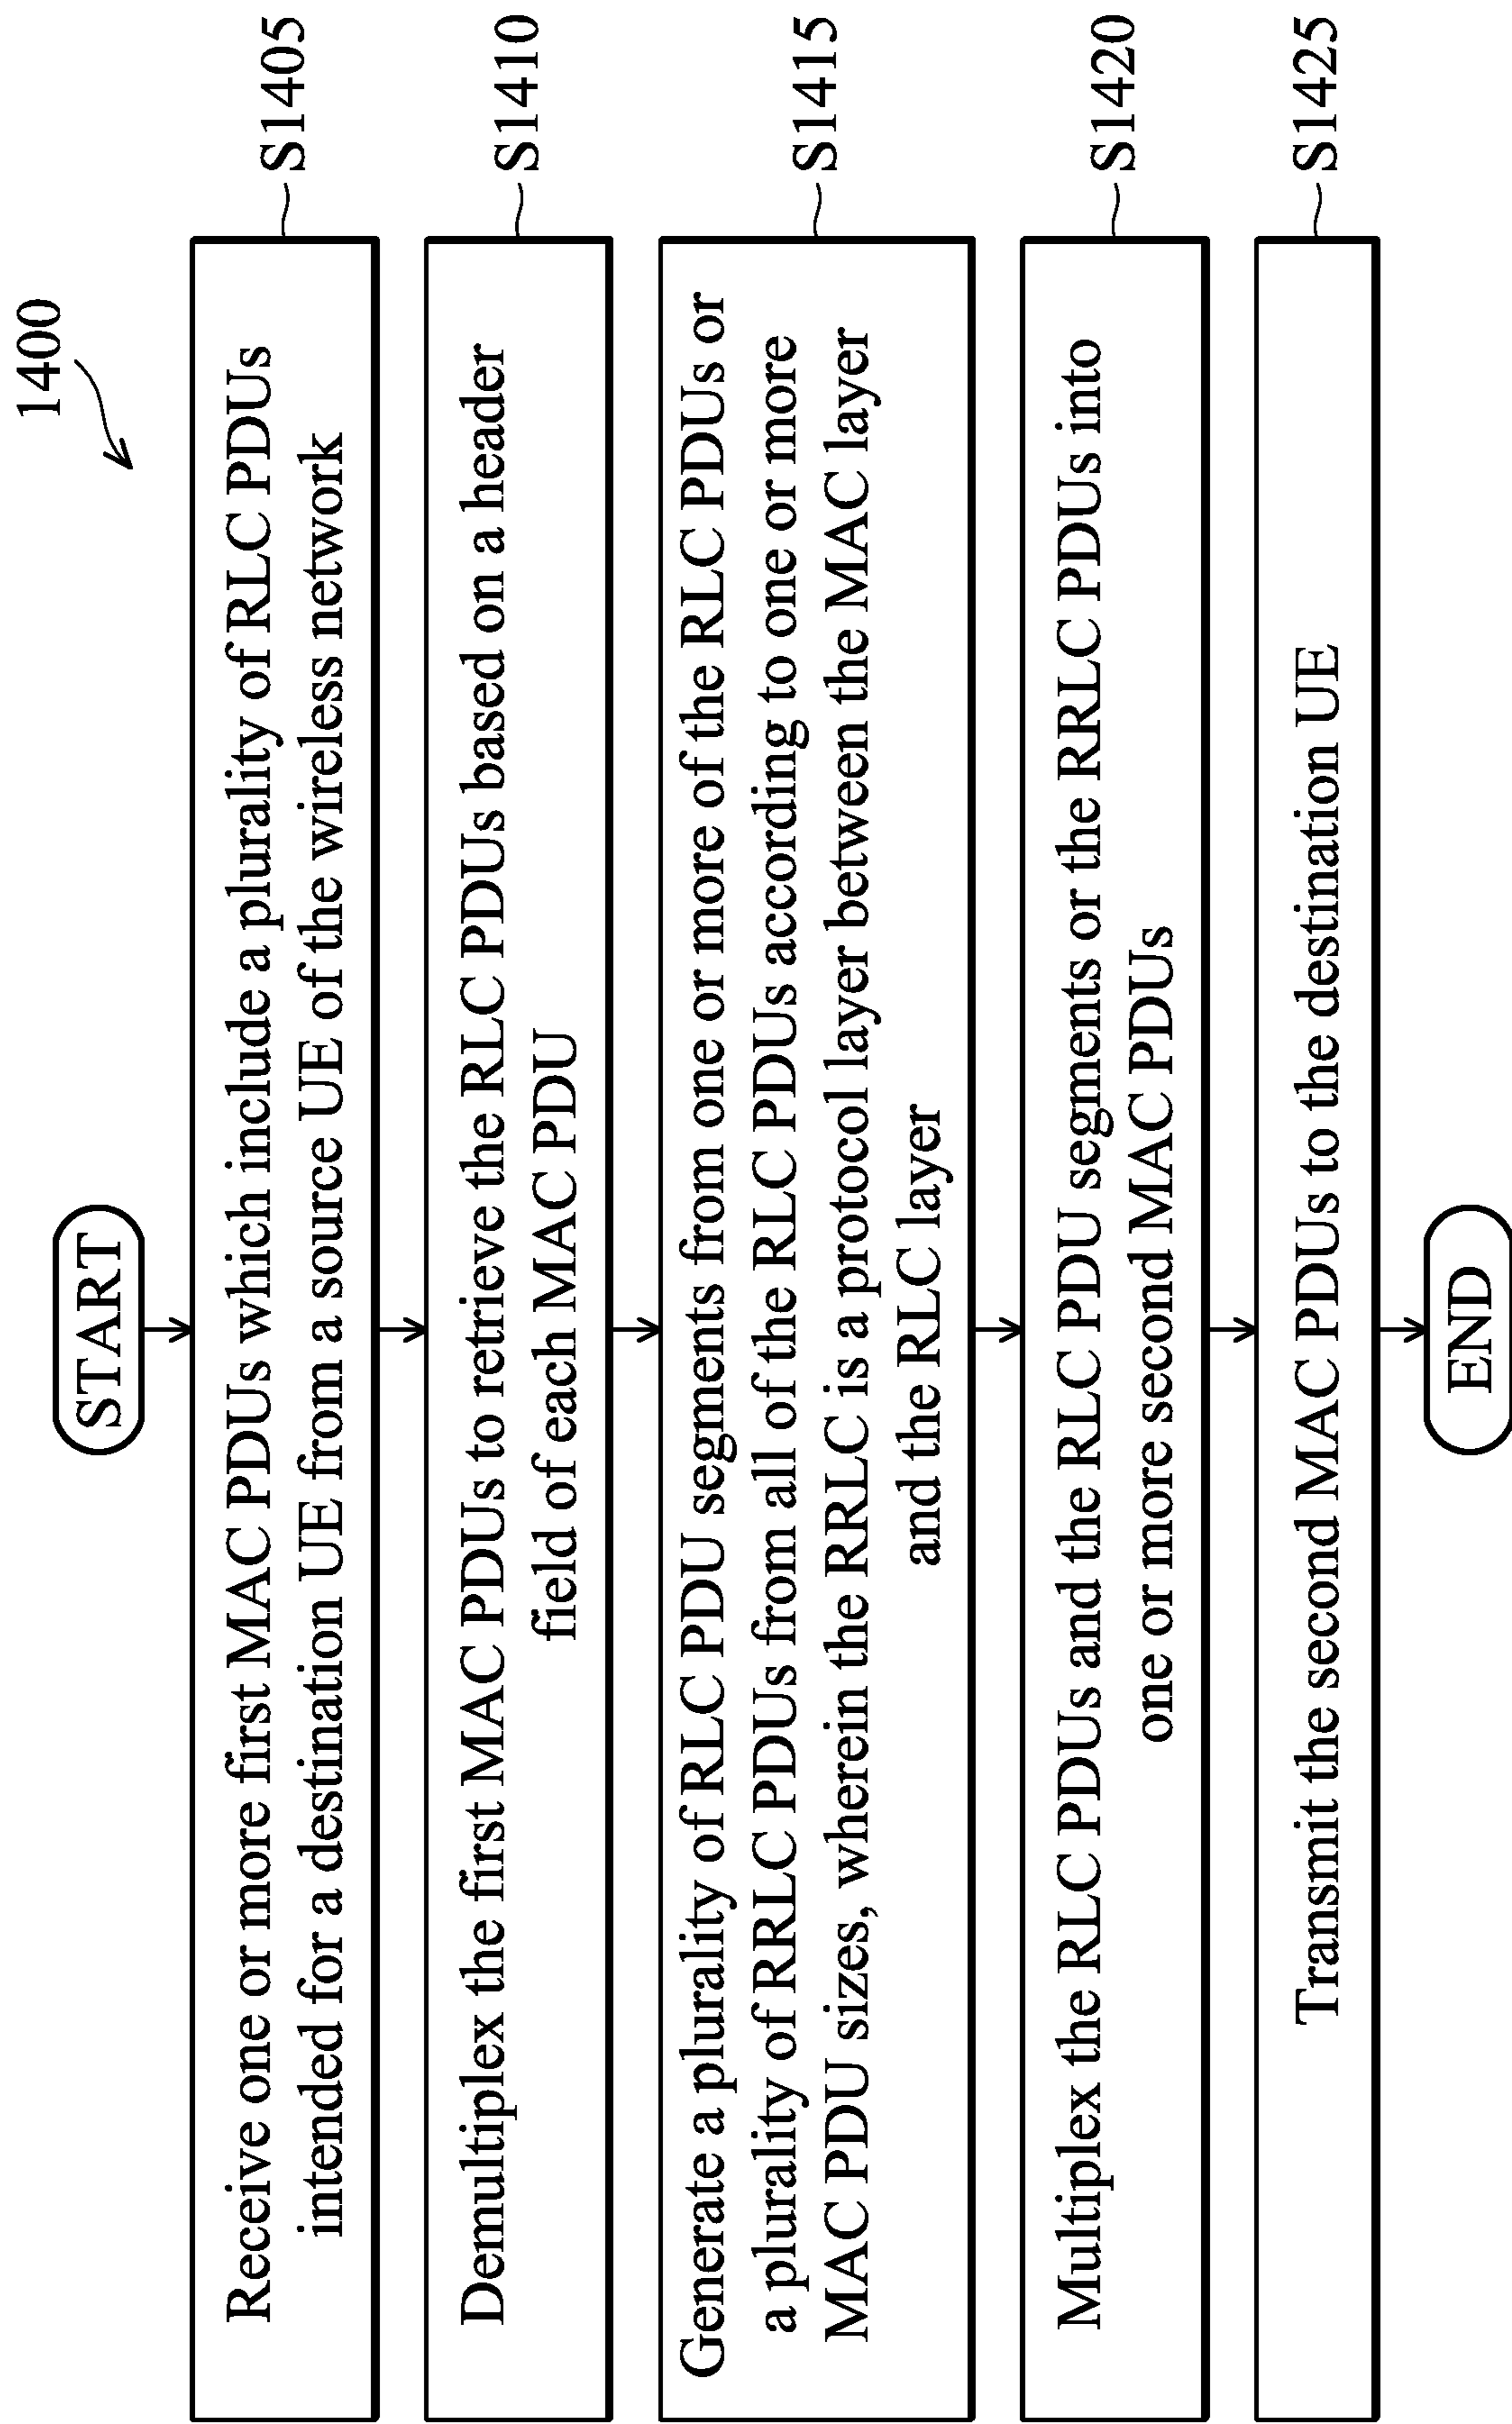 1400
START
Receive one or more first MAC PDUs which include a plurality of RLC PDUs
intended for a destination UE from a source UE of the wireless network
S1405
Demultiplex the first MAC PDUs to retrieve the RLC PDUs based on a header
field of each MAC PDU
S1410
Generate a plurality of RLC PDU segments from one or more of the RLC PDUs or
a plurality of RRLC PDUs from all of the RLC PDUs according to one or more
MAC PDU sizes, wherein the RRLC is a protocol layer between the MAC layer
and the RLC layer
S1415
Multiplex the RLC PDUs and the RLC PDU segments or the RRLC PDUs into
one or more second MAC PDUs
S1420
Transmit the second MAC PDUs to the destination UE
S1425
END